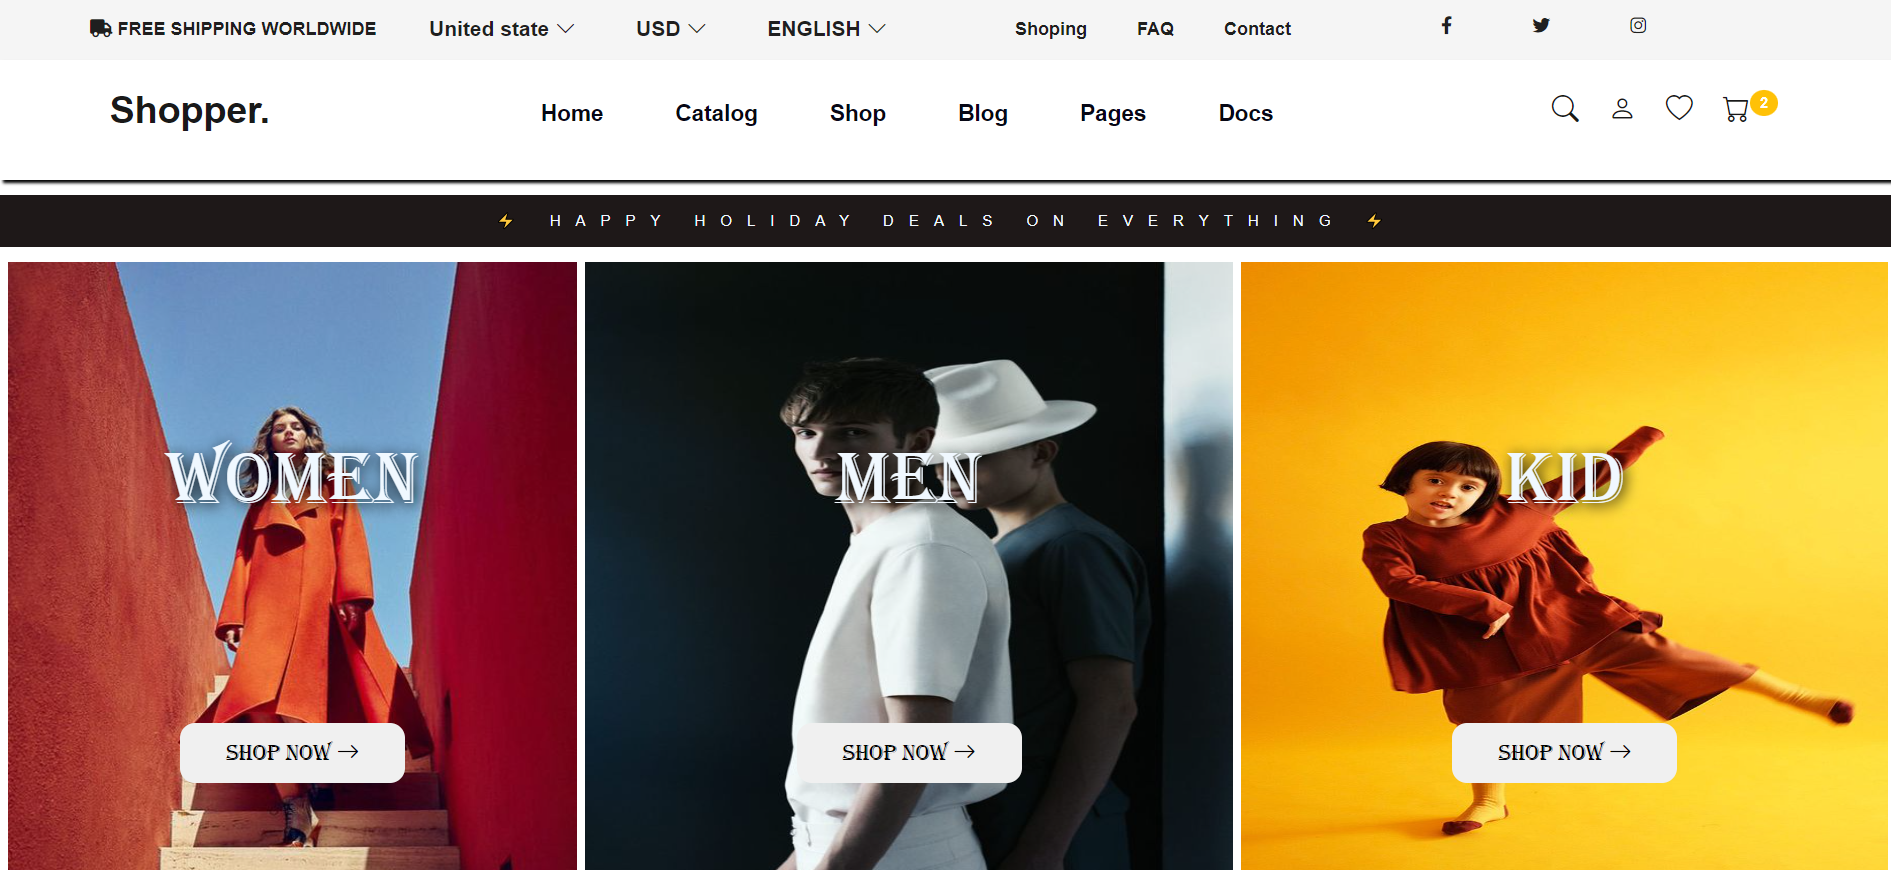 FREE SHIPPING WORLDWIDE United state USD ENGLISH Shoping FAQ Contact
Shopper. Home Catalog Shop Blog Pages Docs 2
⚡ HAPPY HOLIDAY DEALS ON EVERYTHING ⚡
WOMEN MEN KID
SHOP NOW → SHOP NOW → SHOP NOW →